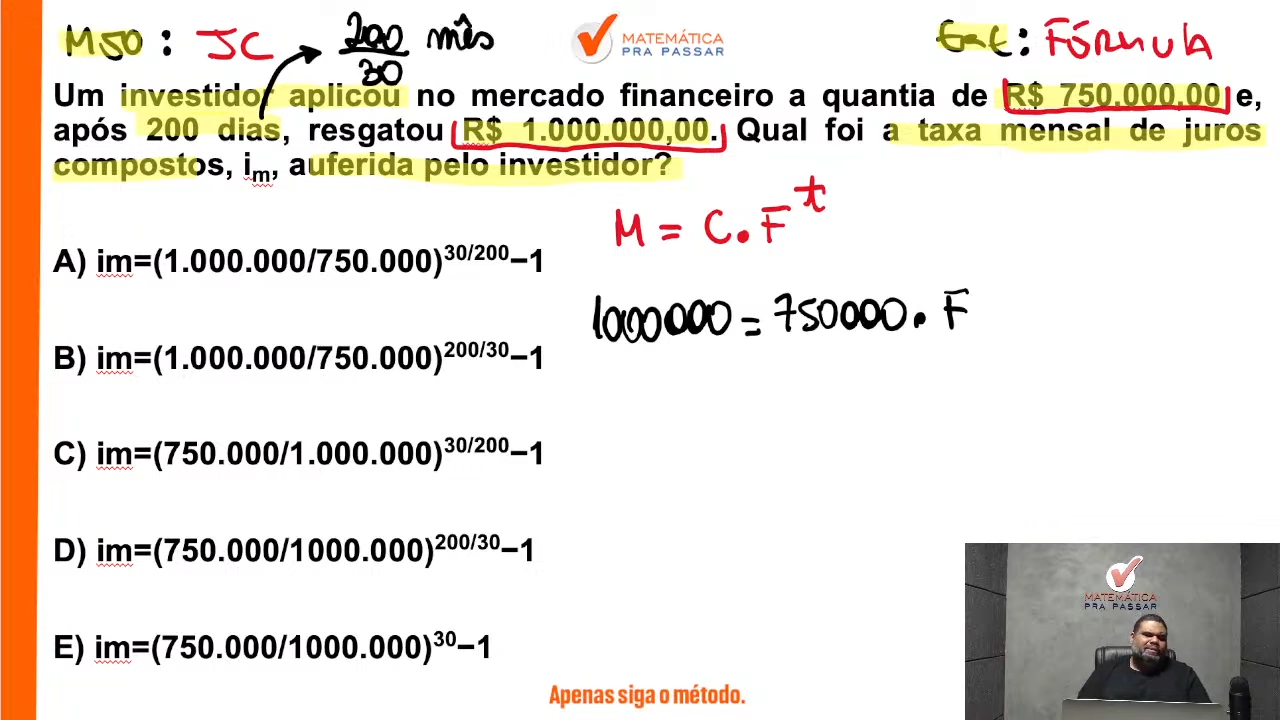 MJO : JC 200/30 mês
MATEMÁTICA
PRA PASSAR
: FÓRMULA
Um investidor aplicou no mercado financeiro a quantia de R$ 750.000,00 e,
após 200 dias, resgatou R$ 1.000.000,00. Qual foi a taxa mensal de juros
compostos, im, auferida pelo investidor?
M = C.F^t
A) im=(1.000.000/750.000)^30/200−1
1000000 = 750000. F
B) im=(1.000.000/750.000)^200/30−1
C) im=(750.000/1.000.000)^30/200−1
D) im=(750.000/1000.000)^200/30−1
E) im=(750.000/1000.000)^30−1
MATEMÁTICA
PRA PASSAR
Apenas siga o método.